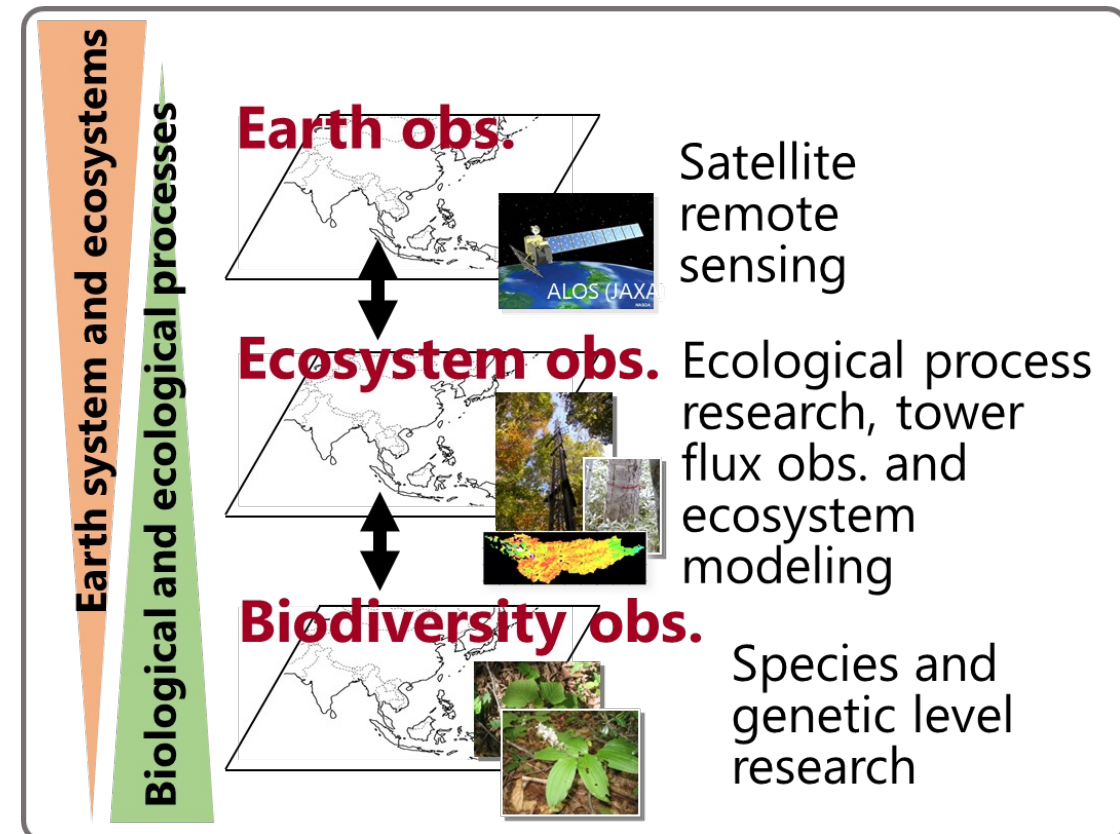 Earth system and ecosystems
Biological and ecological processes
Earth obs.
Satellite
remote
sensing
ALOS (JAXA)
Ecosystem obs.
Ecological process
research, tower
flux obs. and
ecosystem
modeling
Biodiversity obs.
Species and
genetic level
research